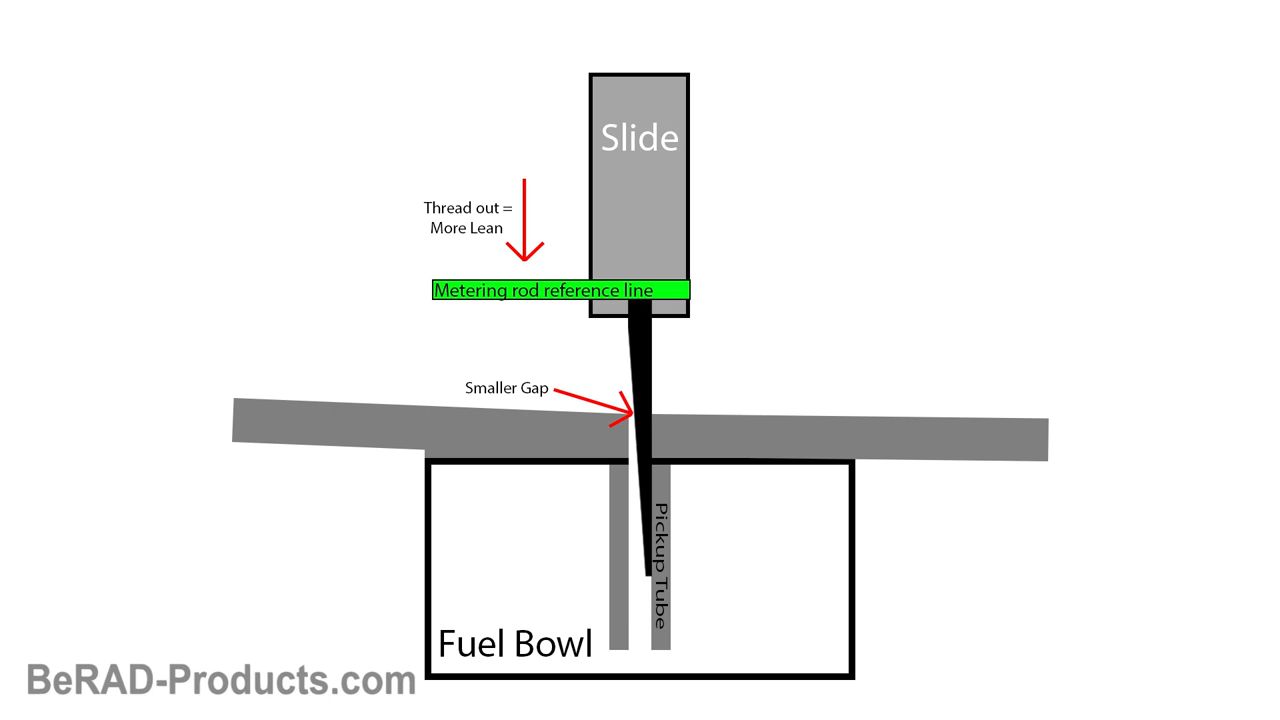 Slide
Thread out =
More Lean
Metering rod reference line
Smaller Gap
Pickup Tube
Fuel Bowl
BeRAD-Products.com